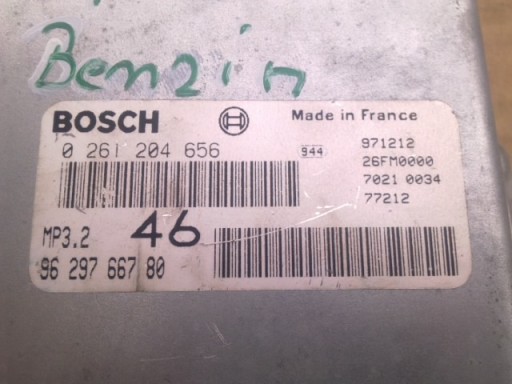 Benzin
BOSCH Made in France
0 261 204 656 944 971212
26FM0000
7021 0034
77212
MP3.2 46
96 297 667 80